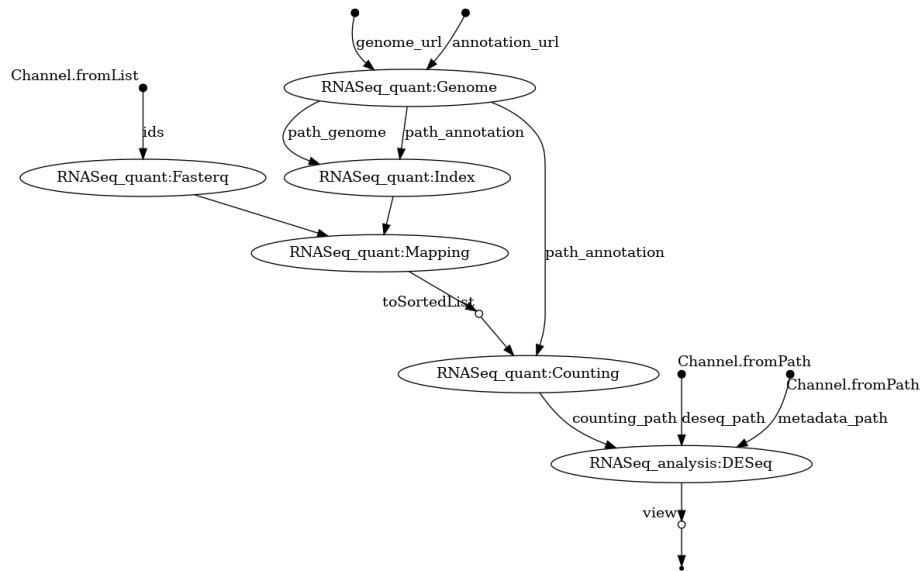 genome_url
annotation_url
Channel.fromList
RNASeq_quant:Genome
ids
path_genome
path_annotation
RNASeq_quant:Fasterq
RNASeq_quant:Index
RNASeq_quant:Mapping
path_annotation
toSortedList
Channel.fromPath
RNASeq_quant:Counting
Channel.fromPath
counting_path
deseq_path
metadata_path
RNASeq_analysis:DESeq
view